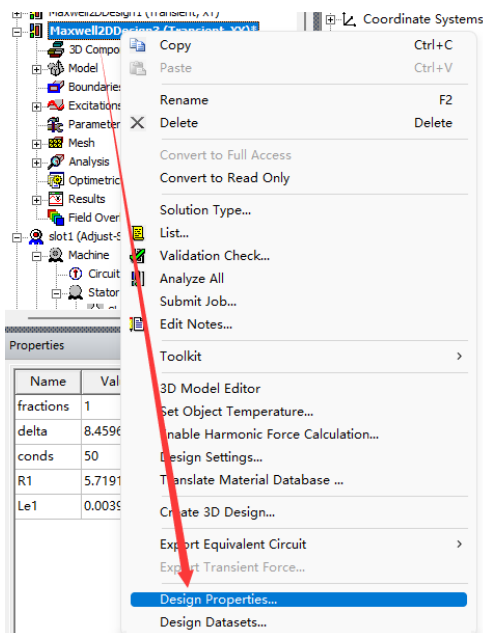 Maxwell2DDesign1 (Transient, XY)
Coordinate Systems
Maxwell2DDesign2 (Transient, XY)*
3D Compo
Model
Boundaries
Excitations
Parameter
Mesh
Analysis
Optimetric
Results
Field Over
slot1 (Adjust-S
Machine
Circuit
Stator
Copy Ctrl+C
Paste Ctrl+V
Rename F2
Delete Delete
Convert to Full Access
Convert to Read Only
Solution Type...
List...
Validation Check...
Analyze All
Submit Job...
Edit Notes...
Toolkit
3D Model Editor
Set Object Temperature...
Enable Harmonic Force Calculation...
Design Settings...
Translate Material Database ...
Create 3D Design...
Export Equivalent Circuit
Export Transient Force...
Design Properties...
Design Datasets...
Properties
Name Val
fractions 1
delta 8.4596
conds 50
R1 5.7191
Le1 0.0039